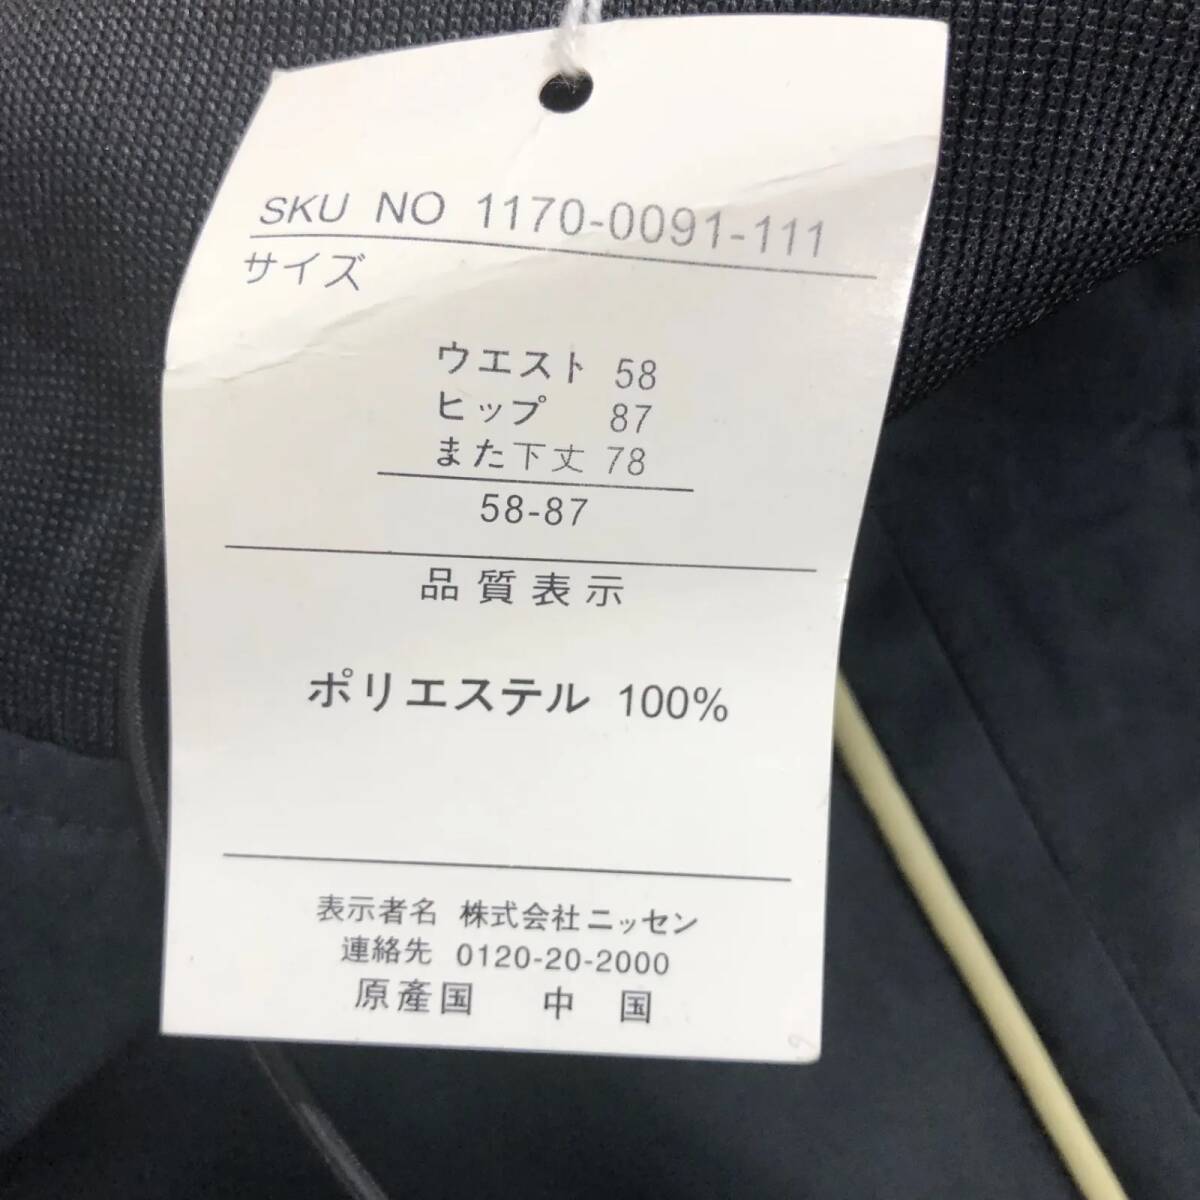 SKU NO 1170-0091-111
サイズ
ウエスト 58
ヒップ 87
また下丈 78
58-87
品質表示
ポリエステル 100%
表示者名 株式会社ニッセン
連絡先 0120-20-2000
原産国 中国
9